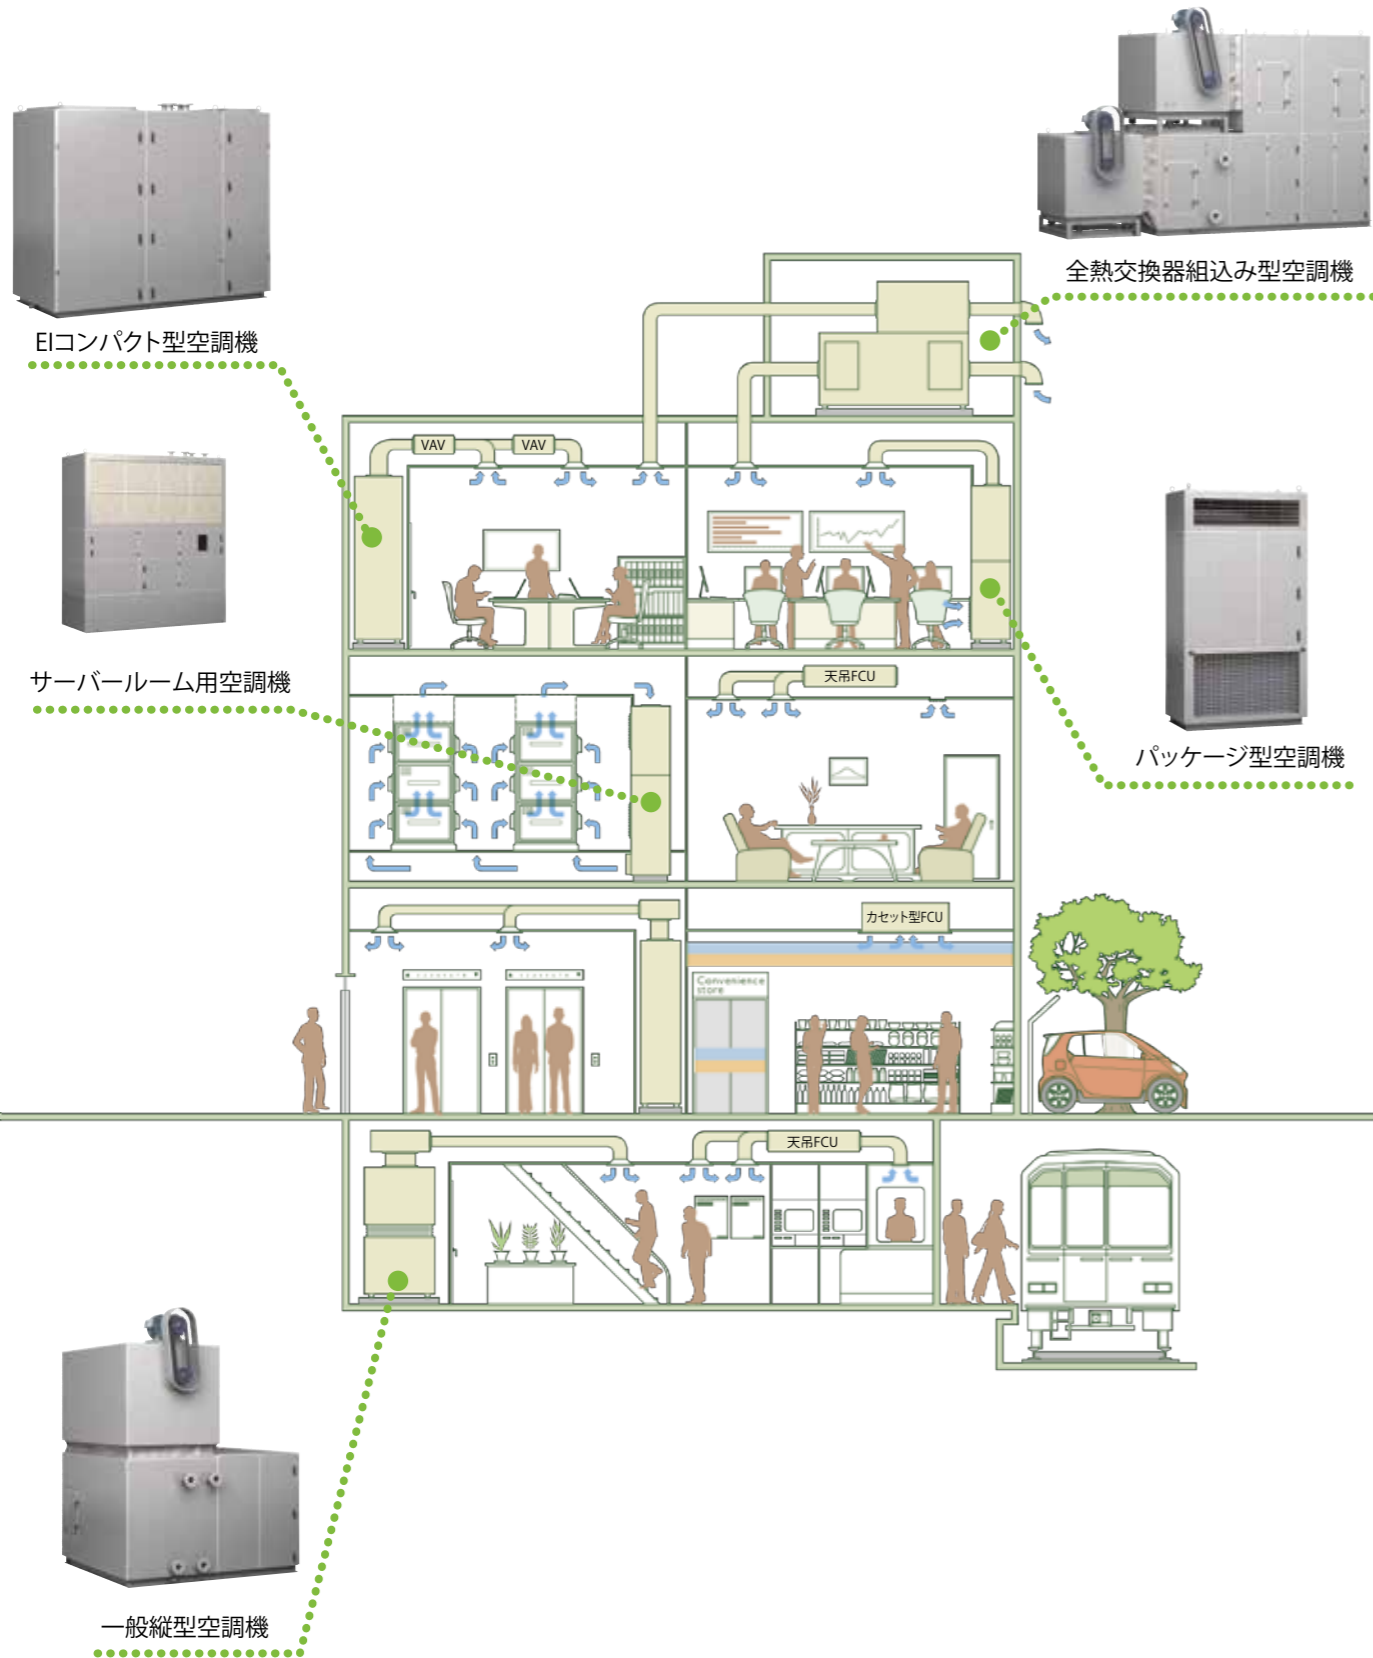 全熱交換器組込み型空調機
EIコンパクト型空調機
VAV
VAV
サーバールーム用空調機
天吊FCU
パッケージ型空調機
カセット型FCU
Convenience
store
天吊FCU
一般縦型空調機